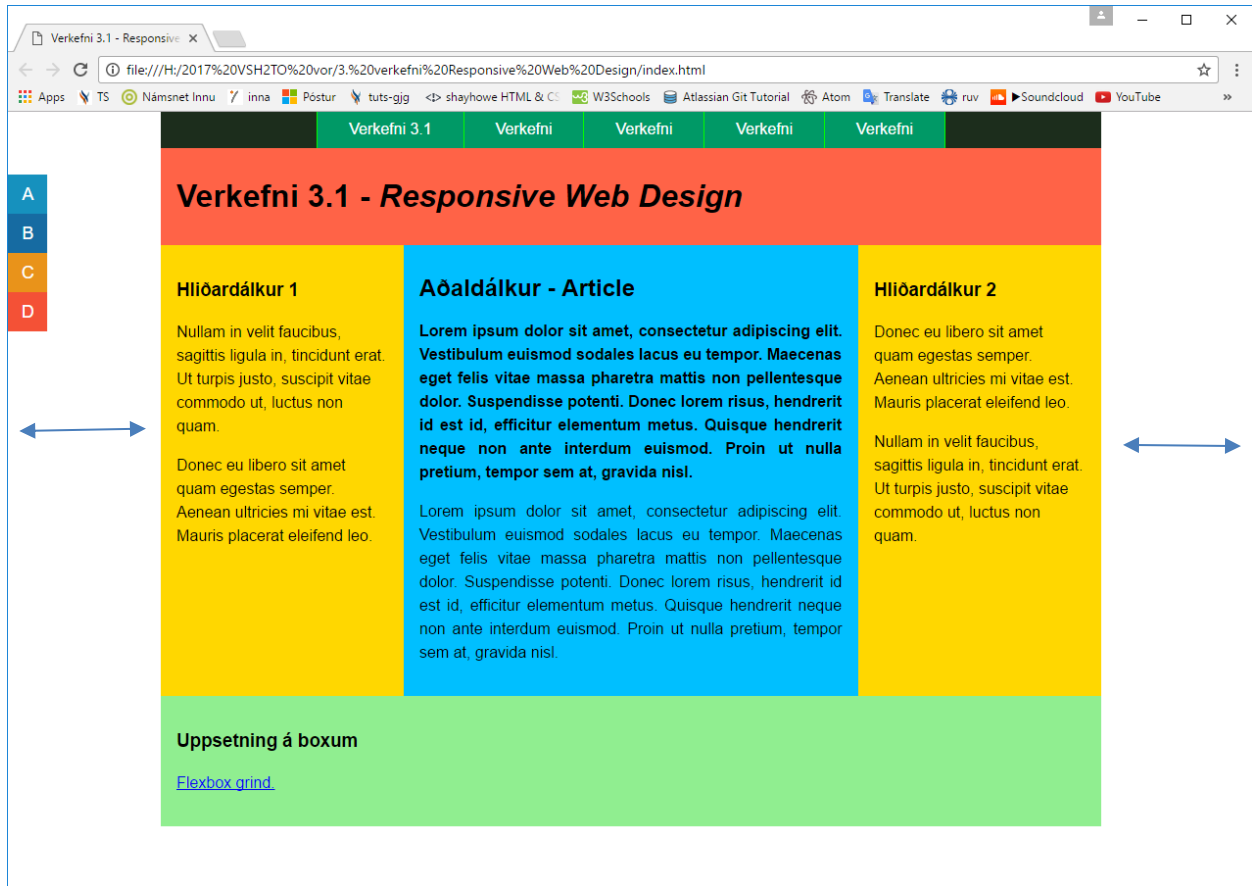 Verkefni 3.1 - Responsive
file:///H:/2017%20VSH2TO%20vor/3.%20verkefni%20Responsive%20Web%20Design/index.html
Apps TS Námsnet Innu inna Póstur tuts-gjg shayhowe HTML & CS W3Schools Atlassian Git Tutorial Atom Translate ruv ▶Soundcloud YouTube »
Verkefni 3.1 Verkefni Verkefni Verkefni Verkefni
Verkefni 3.1 - Responsive Web Design
A
B
C
D
Hliðardálkur 1
Nullam in velit faucibus,
sagittis ligula in, tincidunt erat.
Ut turpis justo, suscipit vitae
commodo ut, luctus non
quam.
Donec eu libero sit amet
quam egestas semper.
Aenean ultricies mi vitae est.
Mauris placerat eleifend leo.
Aðaldálkur - Article
Lorem ipsum dolor sit amet, consectetur adipiscing elit.
Vestibulum euismod sodales lacus eu tempor. Maecenas
eget felis vitae massa pharetra mattis non pellentesque
dolor. Suspendisse potenti. Donec lorem risus, hendrerit
id est id, efficitur elementum metus. Quisque hendrerit
neque non ante interdum euismod. Proin ut nulla
pretium, tempor sem at, gravida nisl.
Lorem ipsum dolor sit amet, consectetur adipiscing elit.
Vestibulum euismod sodales lacus eu tempor. Maecenas
eget felis vitae massa pharetra mattis non pellentesque
dolor. Suspendisse potenti. Donec lorem risus, hendrerit id
est id, efficitur elementum metus. Quisque hendrerit neque
non ante interdum euismod. Proin ut nulla pretium, tempor
sem at, gravida nisl.
Hliðardálkur 2
Donec eu libero sit amet
quam egestas semper.
Aenean ultricies mi vitae est.
Mauris placerat eleifend leo.
Nullam in velit faucibus,
sagittis ligula in, tincidunt erat.
Ut turpis justo, suscipit vitae
commodo ut, luctus non
quam.
Uppsetning á boxum
Flexbox grind.